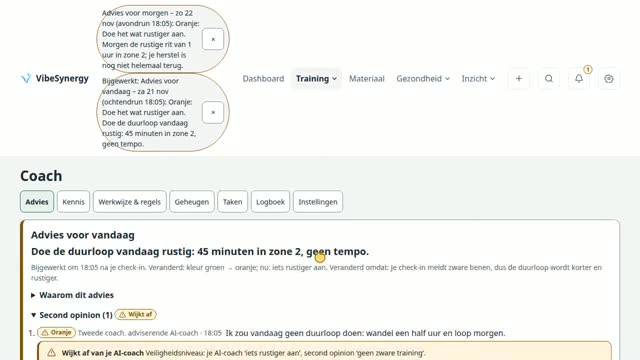 Advies voor morgen – zo 22
nov (avondrun 18:05): Oranje:
Doe het wat rustiger aan.
Morgen de rustige rit van 1
uur in zone 2; je herstel is
nog niet helemaal terug.
×
Bijgewerkt: Advies voor
vandaag – za 21 nov
(ochtendrun 18:05): Oranje:
Doe het wat rustiger aan.
Doe de duurloop vandaag
rustig: 45 minuten in zone 2,
geen tempo.
×
VibeSynergy
Dashboard
Training
Materiaal
Gezondheid
Inzicht
1
Coach
Advies
Kennis
Werkwijze & regels
Geheugen
Taken
Logboek
Instellingen
Advies voor vandaag
Doe de duurloop vandaag rustig: 45 minuten in zone 2, geen tempo.
Bijgewerkt om 18:05 na je check-in. Veranderd: kleur groen → oranje; nu: iets rustiger aan. Veranderd omdat: Je check-in meldt zware benen, dus de duurloop wordt korter en
rustiger.
Waarom dit advies
Second opinion (1) Wijkt af
1. Oranje Tweede coach, adviserende AI-coach · 18:05 Ik zou vandaag geen duurloop doen: wandel een half uur en loop morgen.
Wijkt af van je AI-coach Veiligheidsniveau: je AI-coach ‘iets rustiger aan’, second opinion ‘geen zware training’.